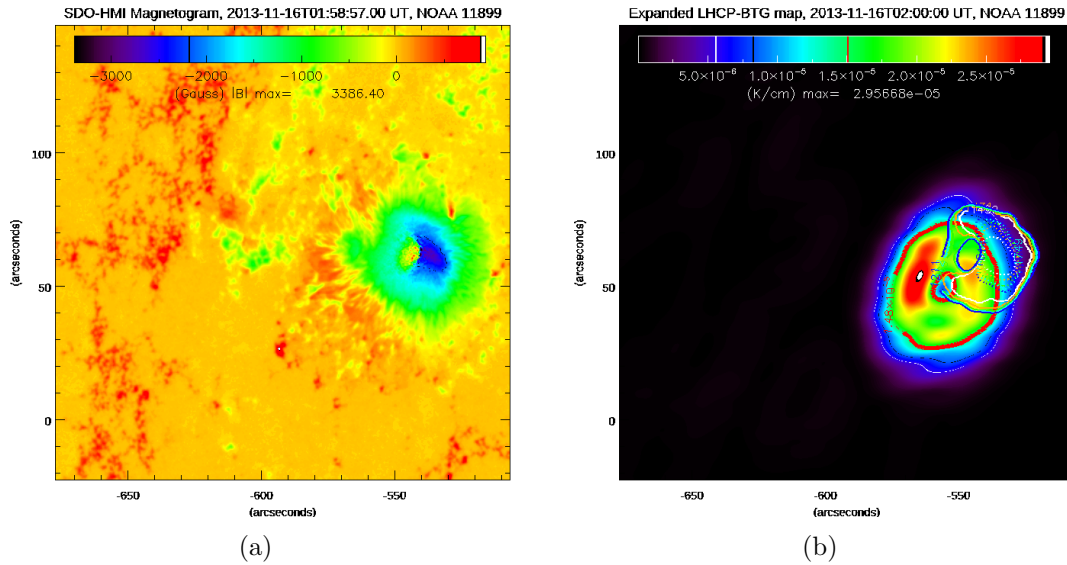 SDO-HMI Magnetogram, 2013-11-16T01:58:57.00 UT, NOAA 11899
−3000 −2000 −1000 0
(Gauss) |B| max= 3386.40
100
50
0
(arcseconds)
-650 -600 -550
(arcseconds)
(a)
Expanded LHCP-BTG map, 2013-11-16T02:00:00 UT, NOAA 11899
5.0×10⁻⁶ 1.0×10⁻⁵ 1.5×10⁻⁵ 2.0×10⁻⁵ 2.5×10⁻⁵
(K/cm) max= 2.95668e−05
100
50
0
(arcseconds)
-650 -600 -550
(arcseconds)
(b)